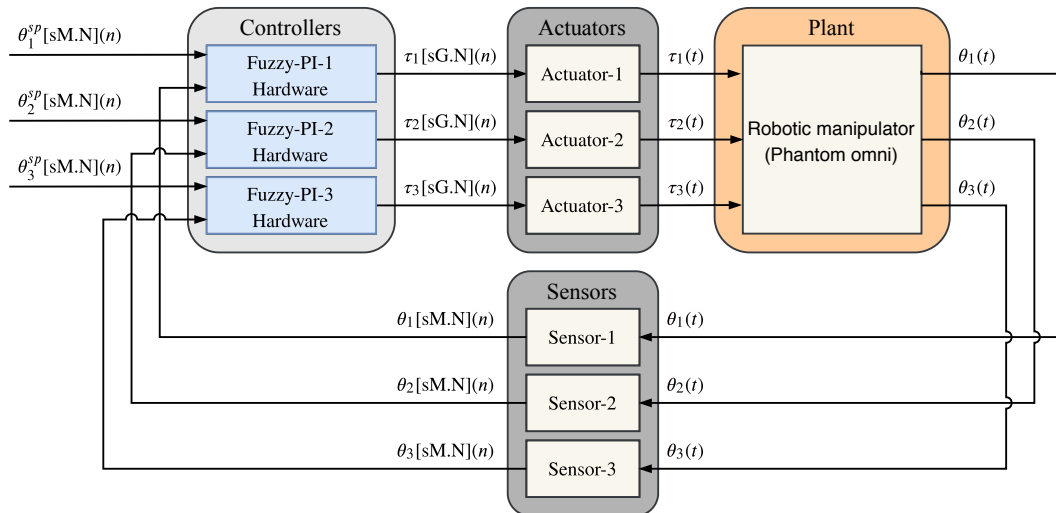 Controllers
Actuators
Plant
θ₁ˢᵖ[sM.N](n)
Fuzzy-PI-1
Hardware
τ₁[sG.N](n)
Actuator-1
τ₁(t)
θ₁(t)
θ₂ˢᵖ[sM.N](n)
Fuzzy-PI-2
Hardware
τ₂[sG.N](n)
Actuator-2
τ₂(t)
Robotic manipulator
(Phantom omni)
θ₂(t)
θ₃ˢᵖ[sM.N](n)
Fuzzy-PI-3
Hardware
τ₃[sG.N](n)
Actuator-3
τ₃(t)
θ₃(t)
Sensors
θ₁[sM.N](n)
Sensor-1
θ₁(t)
θ₂[sM.N](n)
Sensor-2
θ₂(t)
θ₃[sM.N](n)
Sensor-3
θ₃(t)